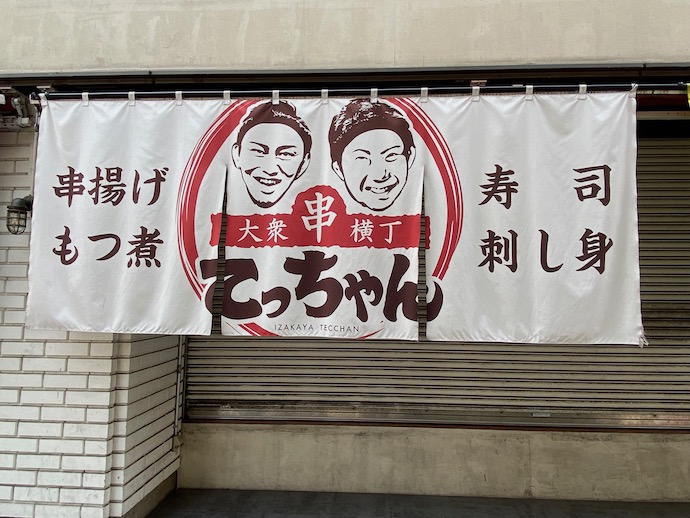 串揚げ
もつ煮
大衆 串 横丁
てっちゃん
IZAKAYA TECCHAN
寿司
刺し身